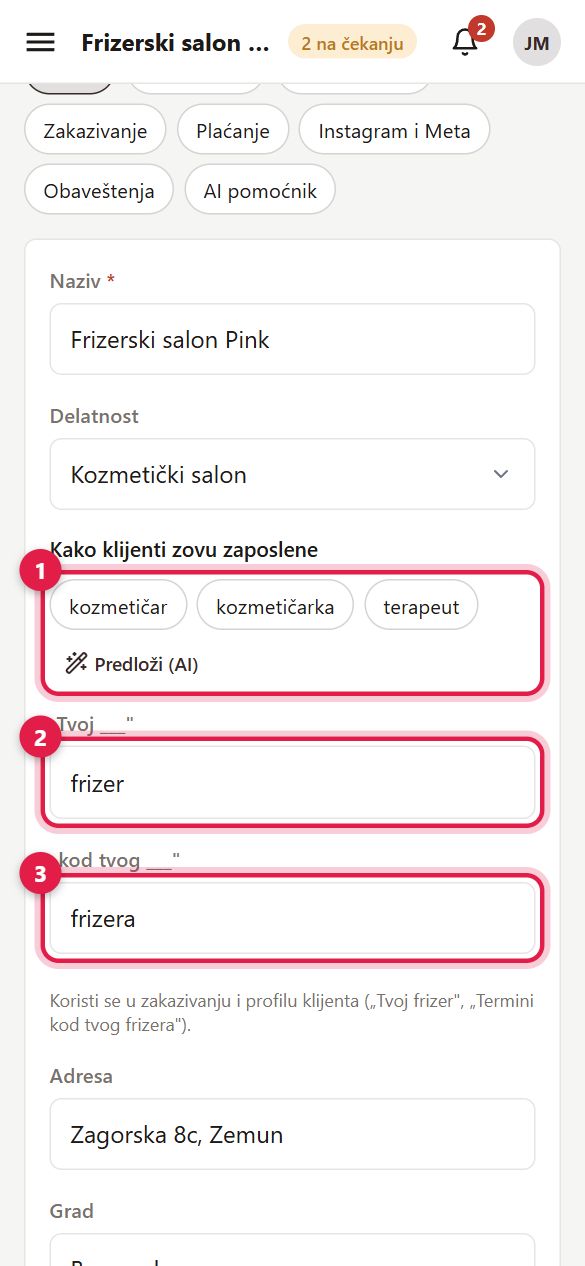 Frizerski salon ...
2 na čekanju
2
JM
Zakazivanje
Plaćanje
Instagram i Meta
Obaveštenja
AI pomoćnik
Naziv *
Frizerski salon Pink
Delatnost
Kozmetički salon
Kako klijenti zovu zaposlene
1
kozmetičar
kozmetičarka
terapeut
Predloži (AI)
Tvoj ___"
2
frizer
kod tvog ___"
3
frizera
Koristi se u zakazivanju i profilu klijenta („Tvoj frizer", „Termini
kod tvog frizera").
Adresa
Zagorska 8c, Zemun
Grad